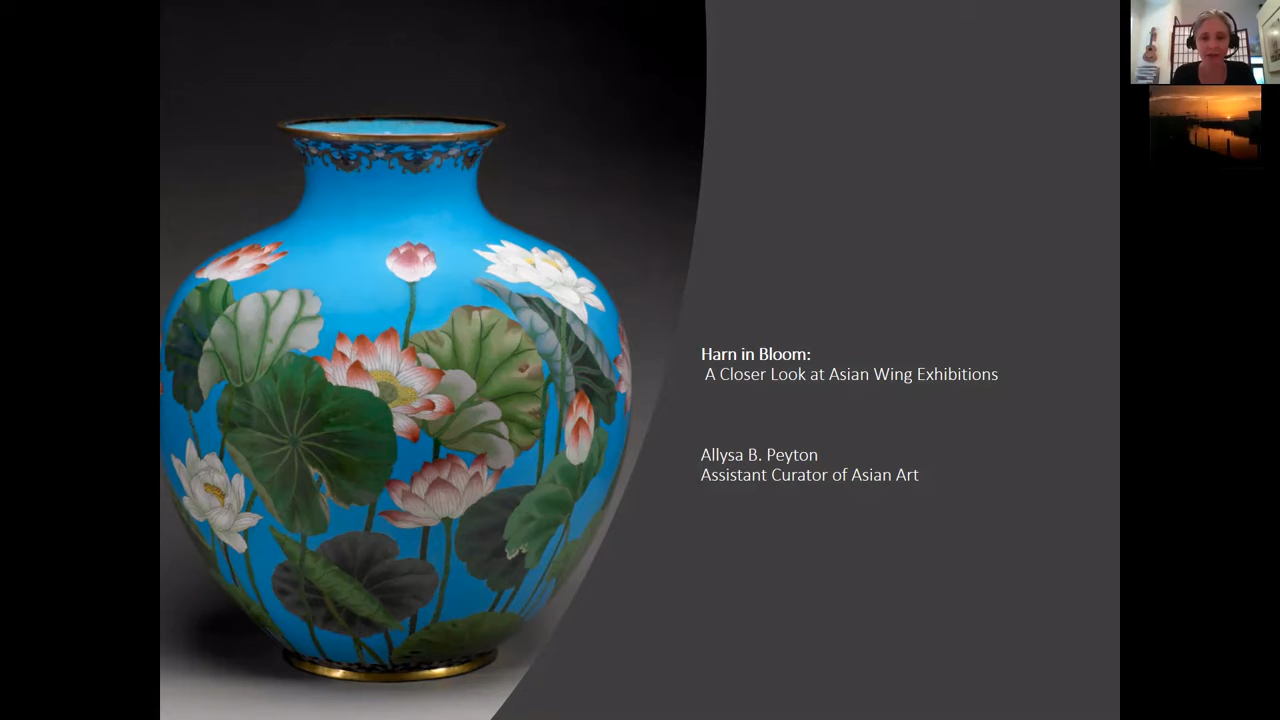 Harn in Bloom:
A Closer Look at Asian Wing Exhibitions
Allysa B. Peyton
Assistant Curator of Asian Art